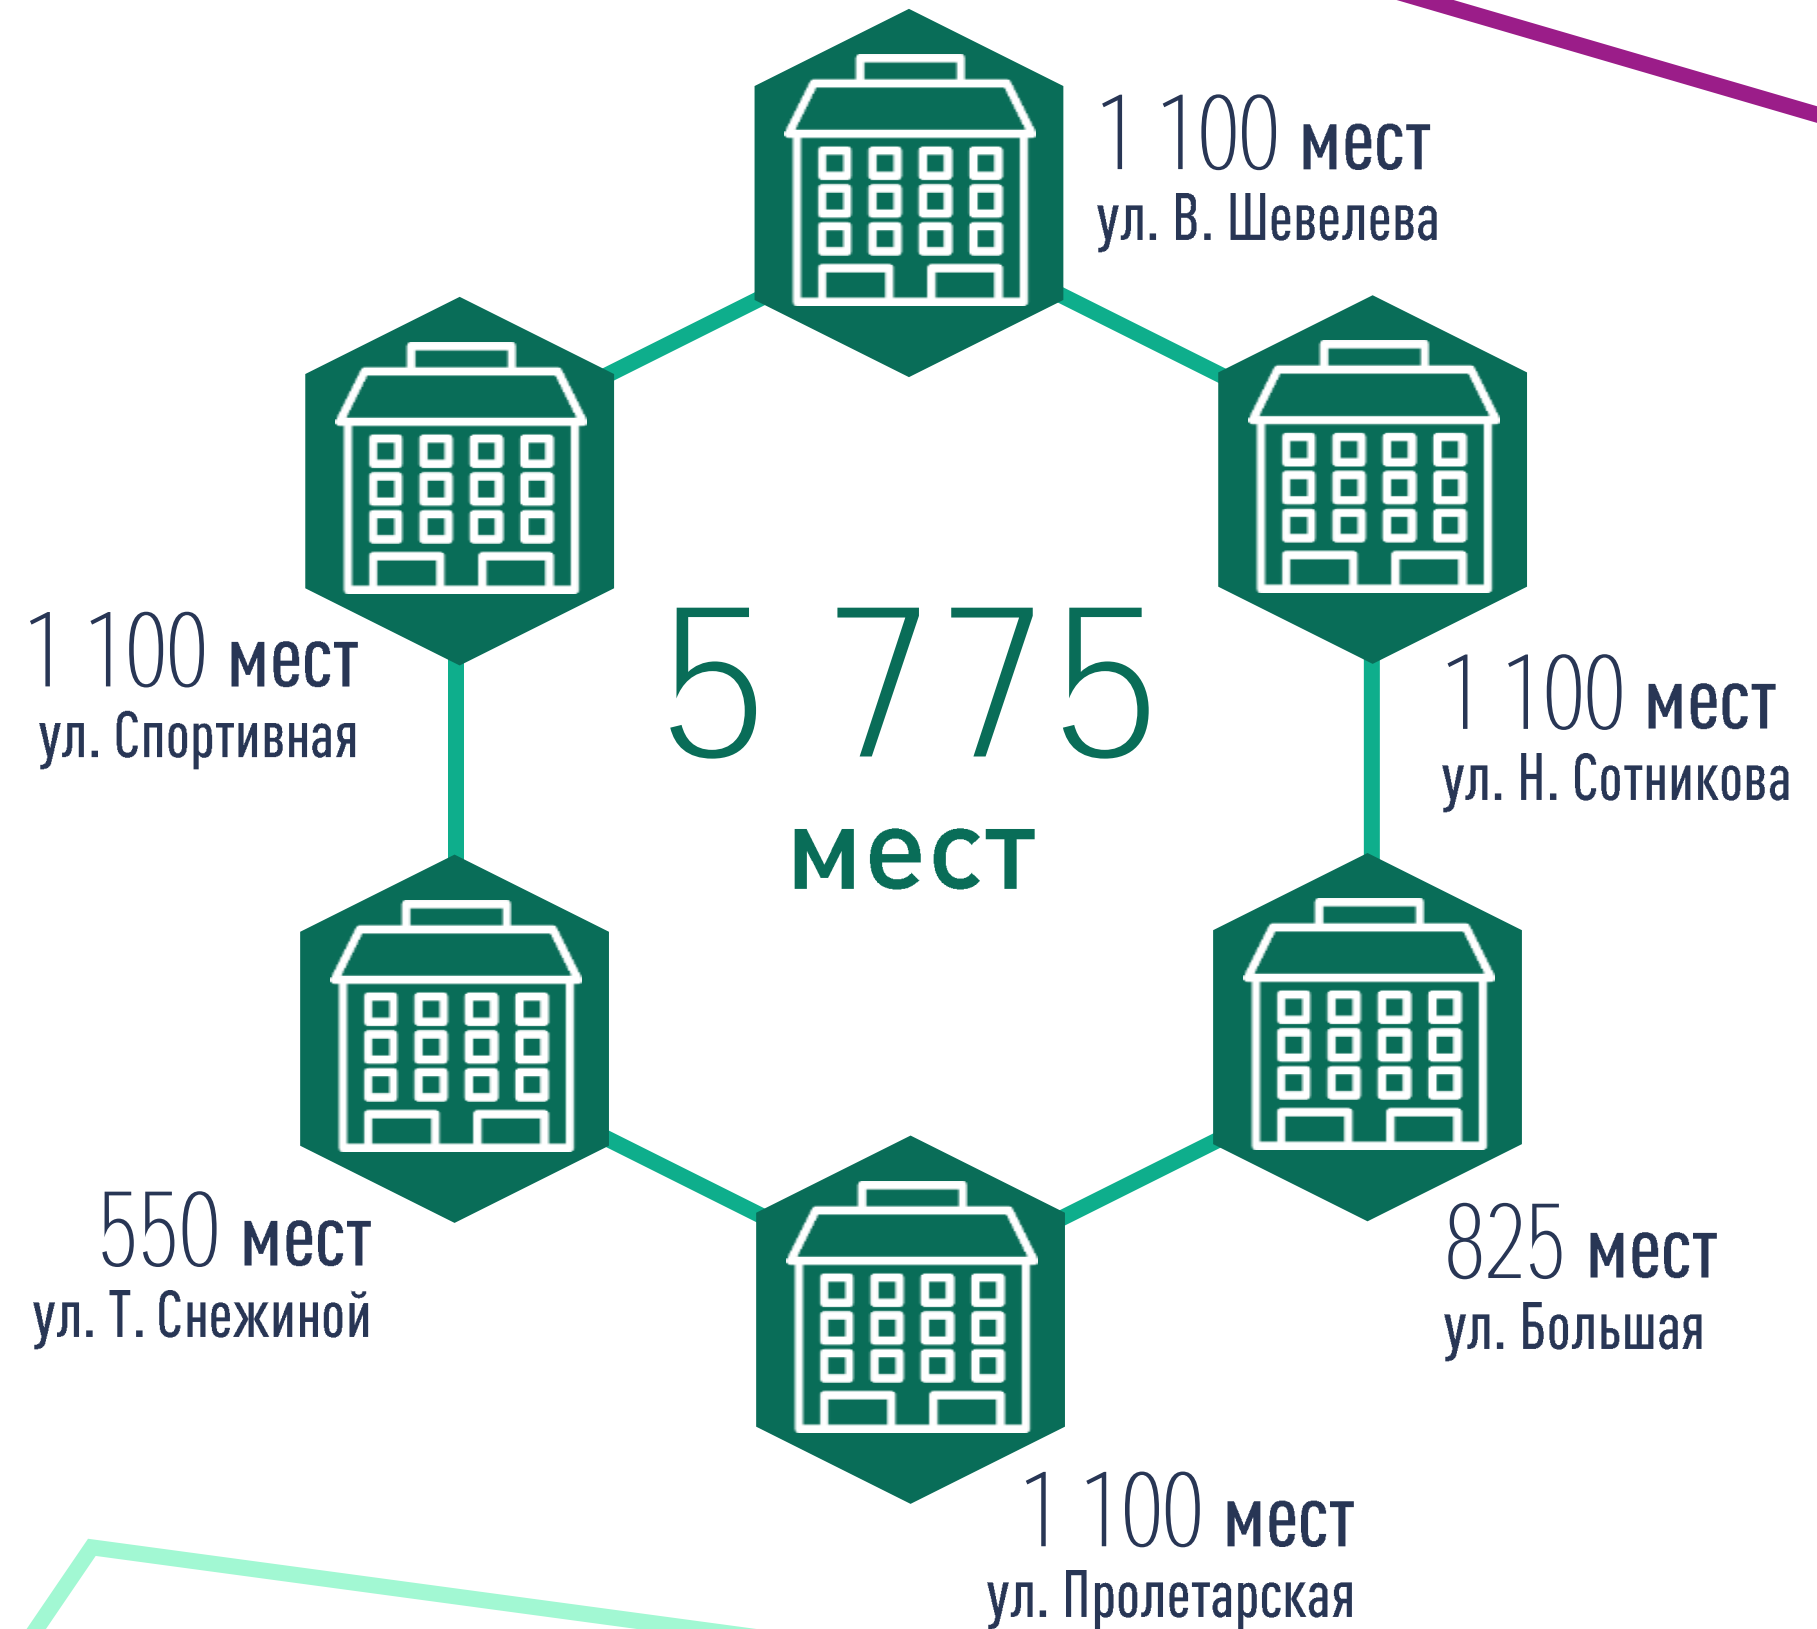 1 100 мест
ул. В. Шевелева
1 100 мест
ул. Спортивная
5 775
мест
1 100 мест
ул. Н. Сотникова
550 мест
ул. Т. Снежиной
825 мест
ул. Большая
1 100 мест
ул. Пролетарская